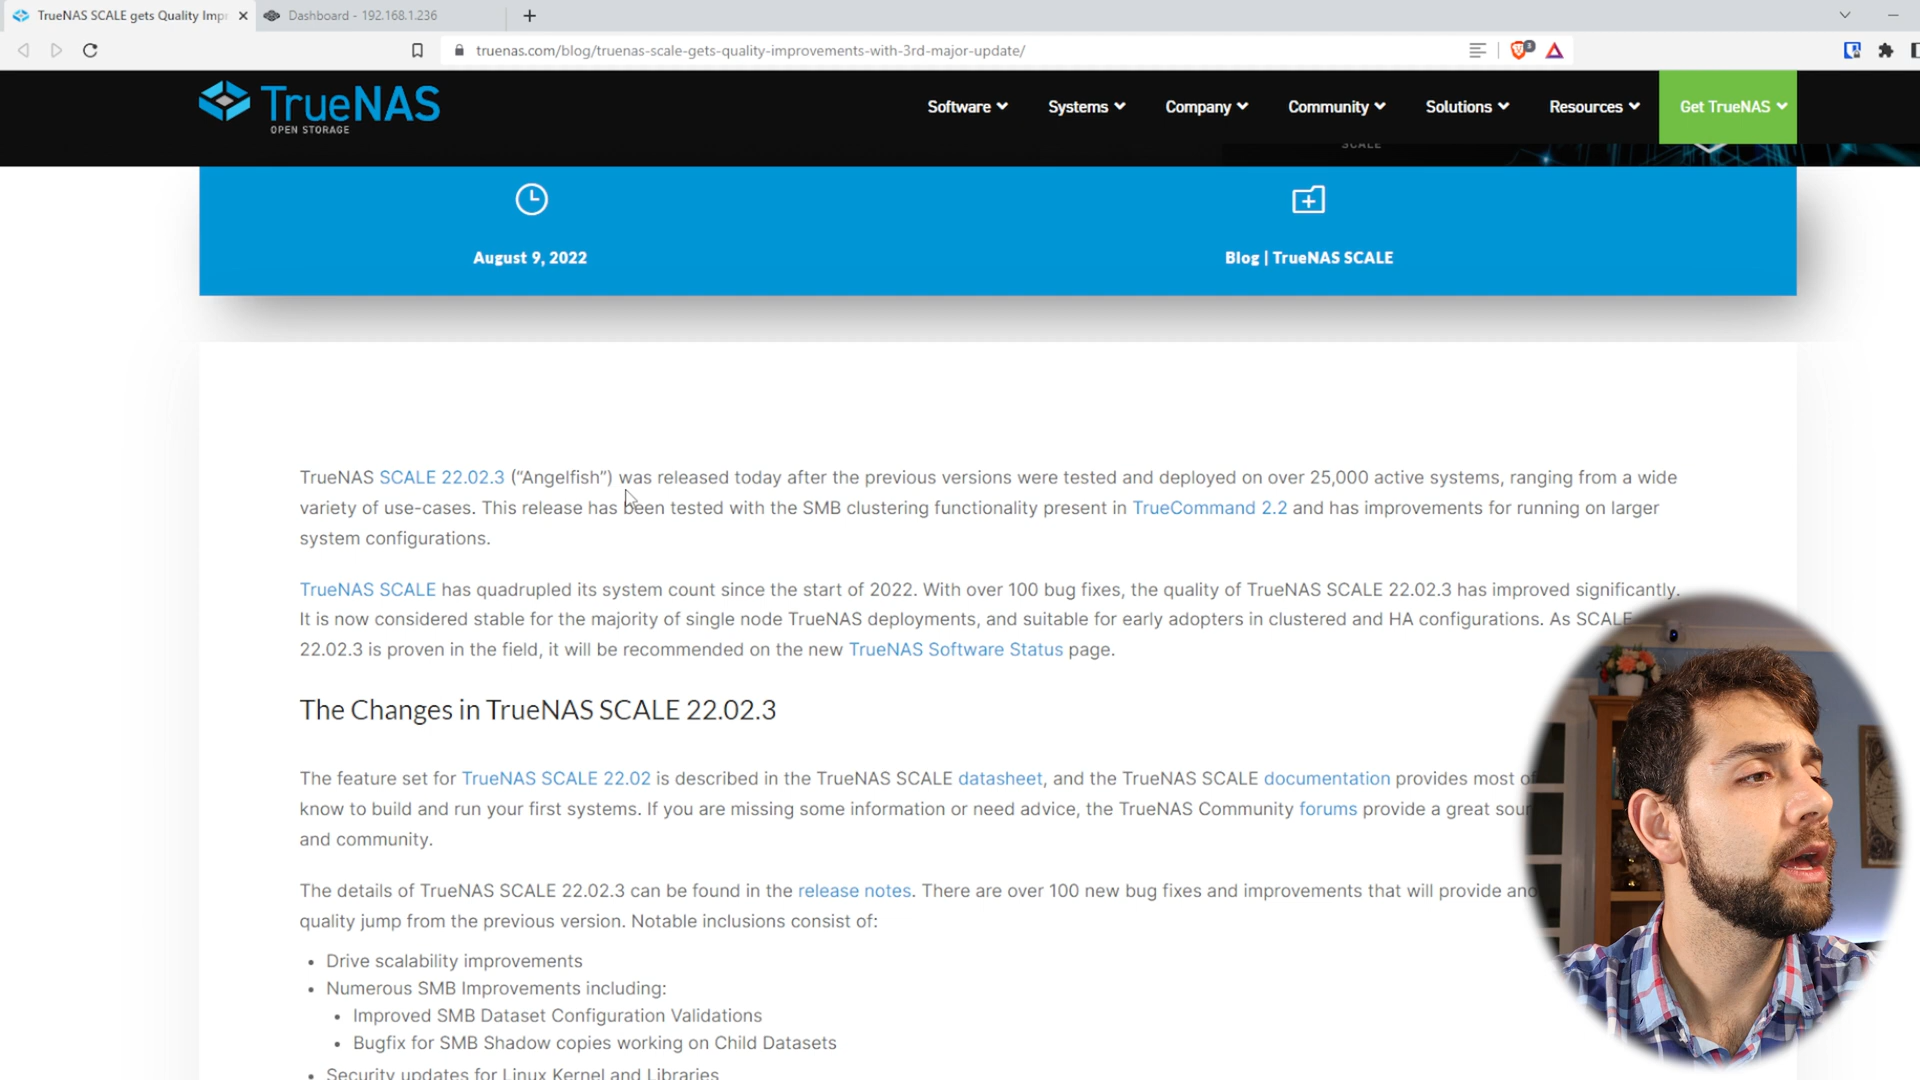 TrueNAS SCALE gets Quality Impr
Dashboard - 192.168.1.236
truenas.com/blog/truenas-scale-gets-quality-improvements-with-3rd-major-update/
3
TrueNAS
OPEN STORAGE
Software
Systems
Company
Community
Solutions
Resources
Get TrueNAS
SCALE
August 9, 2022
Blog | TrueNAS SCALE
TrueNAS SCALE 22.02.3 (“Angelfish”) was released today after the previous versions were tested and deployed on over 25,000 active systems, ranging from a wide
variety of use-cases. This release has been tested with the SMB clustering functionality present in TrueCommand 2.2 and has improvements for running on larger
system configurations.
TrueNAS SCALE has quadrupled its system count since the start of 2022. With over 100 bug fixes, the quality of TrueNAS SCALE 22.02.3 has improved significantly.
It is now considered stable for the majority of single node TrueNAS deployments, and suitable for early adopters in clustered and HA configurations. As SCALE
22.02.3 is proven in the field, it will be recommended on the new TrueNAS Software Status page.
The Changes in TrueNAS SCALE 22.02.3
The feature set for TrueNAS SCALE 22.02 is described in the TrueNAS SCALE datasheet, and the TrueNAS SCALE documentation provides most of
know to build and run your first systems. If you are missing some information or need advice, the TrueNAS Community forums provide a great sour
and community.
The details of TrueNAS SCALE 22.02.3 can be found in the release notes. There are over 100 new bug fixes and improvements that will provide ano
quality jump from the previous version. Notable inclusions consist of:
• Drive scalability improvements
• Numerous SMB Improvements including:
• Improved SMB Dataset Configuration Validations
• Bugfix for SMB Shadow copies working on Child Datasets
• Security updates for Linux Kernel and Libraries